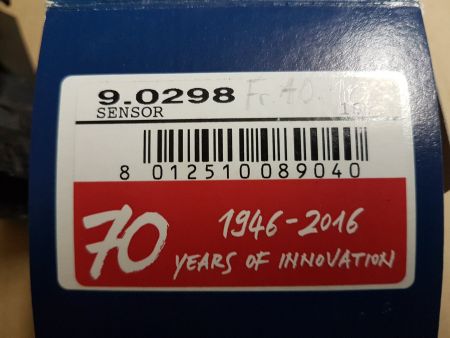 9.0298
SENSOR
8 012510 089040
70
1946-2016
YEARS OF INNOVATION